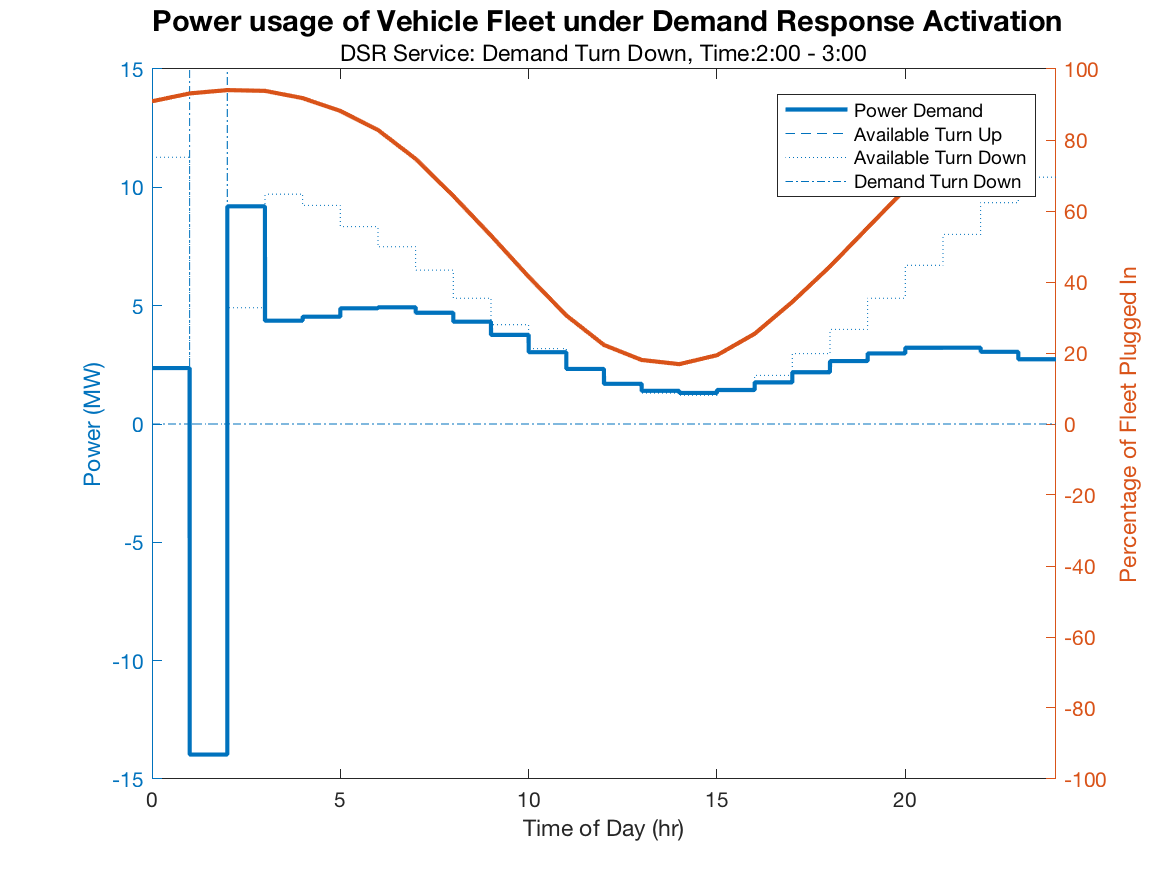 Power usage of Vehicle Fleet under Demand Response Activation
DSR Service: Demand Turn Down, Time:2:00 - 3:00
15
10
5
0
-5
-10
-15
Power (MW)
Power Demand
Available Turn Up
Available Turn Down
Demand Turn Down
100
80
60
40
20
0
-20
-40
-60
-80
-100
Percentage of Fleet Plugged In
0 5 10 15 20
Time of Day (hr)